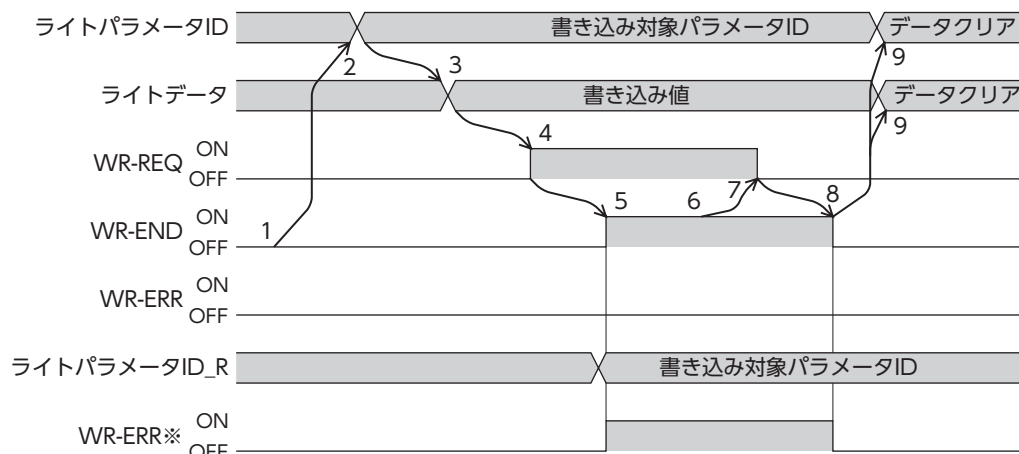 ライトパラメータID 書き込み対象パラメータID データクリア
2 3 9
ライトデータ 書き込み値 データクリア
4 9
WR-REQ ON
OFF
5 6 7 8
WR-END ON
1 OFF
WR-ERR ON
OFF
ライトパラメータID_R 書き込み対象パラメータID
WR-ERR※ ON
OFF